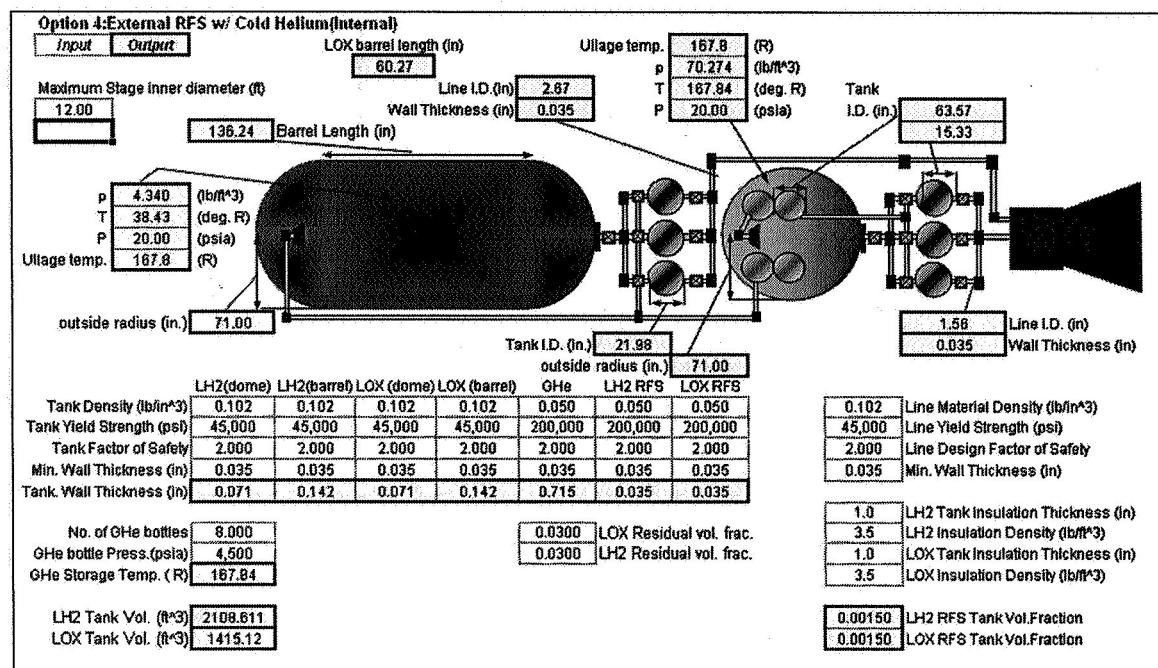 Option 4:External RFS w/ Cold Helium(Internal)
Input Output
LOX barrel length (in)
60.27
Ullage temp. 167.8 (R)
p 70.274 (lb/ft^3)
T 167.84 (deg. R)
P 20.00 (psia)
Maximum Stage inner diameter (ft)
12.00
Line I.D.(in) 2.67
Wall Thickness (in) 0.035
Tank
I.D. (in.) 63.57
15.33
136.24 Barrel Length (in)
p 4.340 (lb/ft^3)
T 38.43 (deg. R)
P 20.00 (psia)
Ullage temp. 167.8 (R)
outside radius (in.) 71.00
Tank I.D. (in.) 21.98
outside radius (in.) 71.00
1.56 Line I.D. (in)
0.035 Wall Thickness (in)
LH2(dome) LH2(barrel) LOX (dome) LOX (barrel) GHe LH2 RFS LOX RFS
Tank Density (lb/in^3) 0.102 0.102 0.102 0.102 0.050 0.050 0.050
Tank Yield Strength (psi) 45,000 45,000 45,000 45,000 200,000 200,000 200,000
Tank Factor of Safety 2.000 2.000 2.000 2.000 2.000 2.000 2.000
Min. Wall Thickness (in) 0.035 0.035 0.035 0.035 0.035 0.035 0.035
Tank. Wall Thickness (in) 0.071 0.142 0.071 0.142 0.715 0.035 0.035
0.102 Line Material Density (lb/in^3)
45,000 Line Yield Strength (psi)
2.000 Line Design Factor of Safety
0.035 Min. Wall Thickness (in)
No. of GHe bottles 8.000
GHe bottle Press.(psia) 4,500
GHe Storage Temp. ( R) 167.84
0.0300 LOX Residual vol. frac.
0.0300 LH2 Residual vol. frac.
1.0 LH2 Tank Insulation Thickness (in)
3.5 LH2 Insulation Density (lb/ft^3)
1.0 LOX Tank Insulation Thickness (in)
3.5 LOX Insulation Density (lb/ft^3)
LH2 Tank Vol. (ft^3) 2108.611
LOX Tank Vol. (ft^3) 1415.12
0.00150 LH2 RFS Tank Vol.Fraction
0.00150 LOX RFS Tank Vol.Fraction